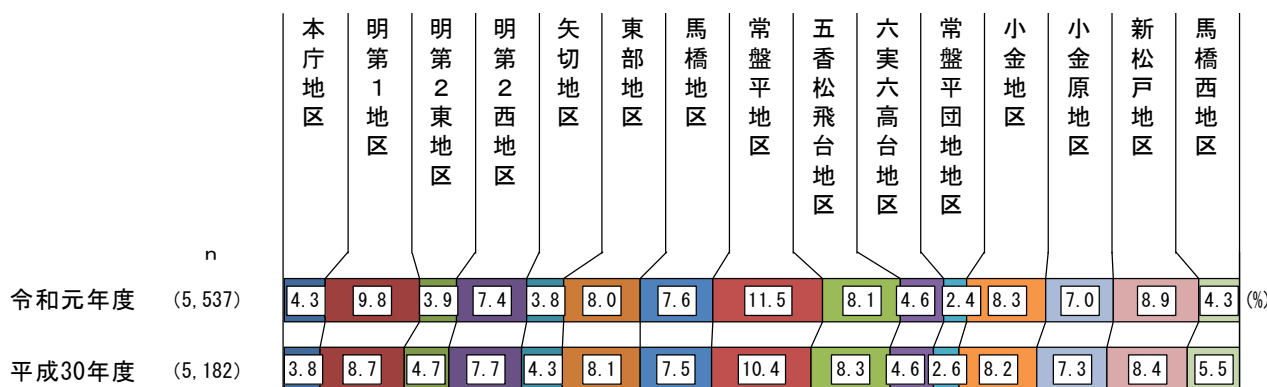 本庁地区
明第１地区
明第２東地区
明第２西地区
矢切地区
東部地区
馬橋地区
常盤平地区
五香松飛台地区
六実六高台地区
常盤平団地地区
小金地区
小金原地区
新松戸地区
馬橋西地区
ｎ
令和元年度 (5,537) 4.3 9.8 3.9 7.4 3.8 8.0 7.6 11.5 8.1 4.6 2.4 8.3 7.0 8.9 4.3 (%)
平成30年度 (5,182) 3.8 8.7 4.7 7.7 4.3 8.1 7.5 10.4 8.3 4.6 2.6 8.2 7.3 8.4 5.5